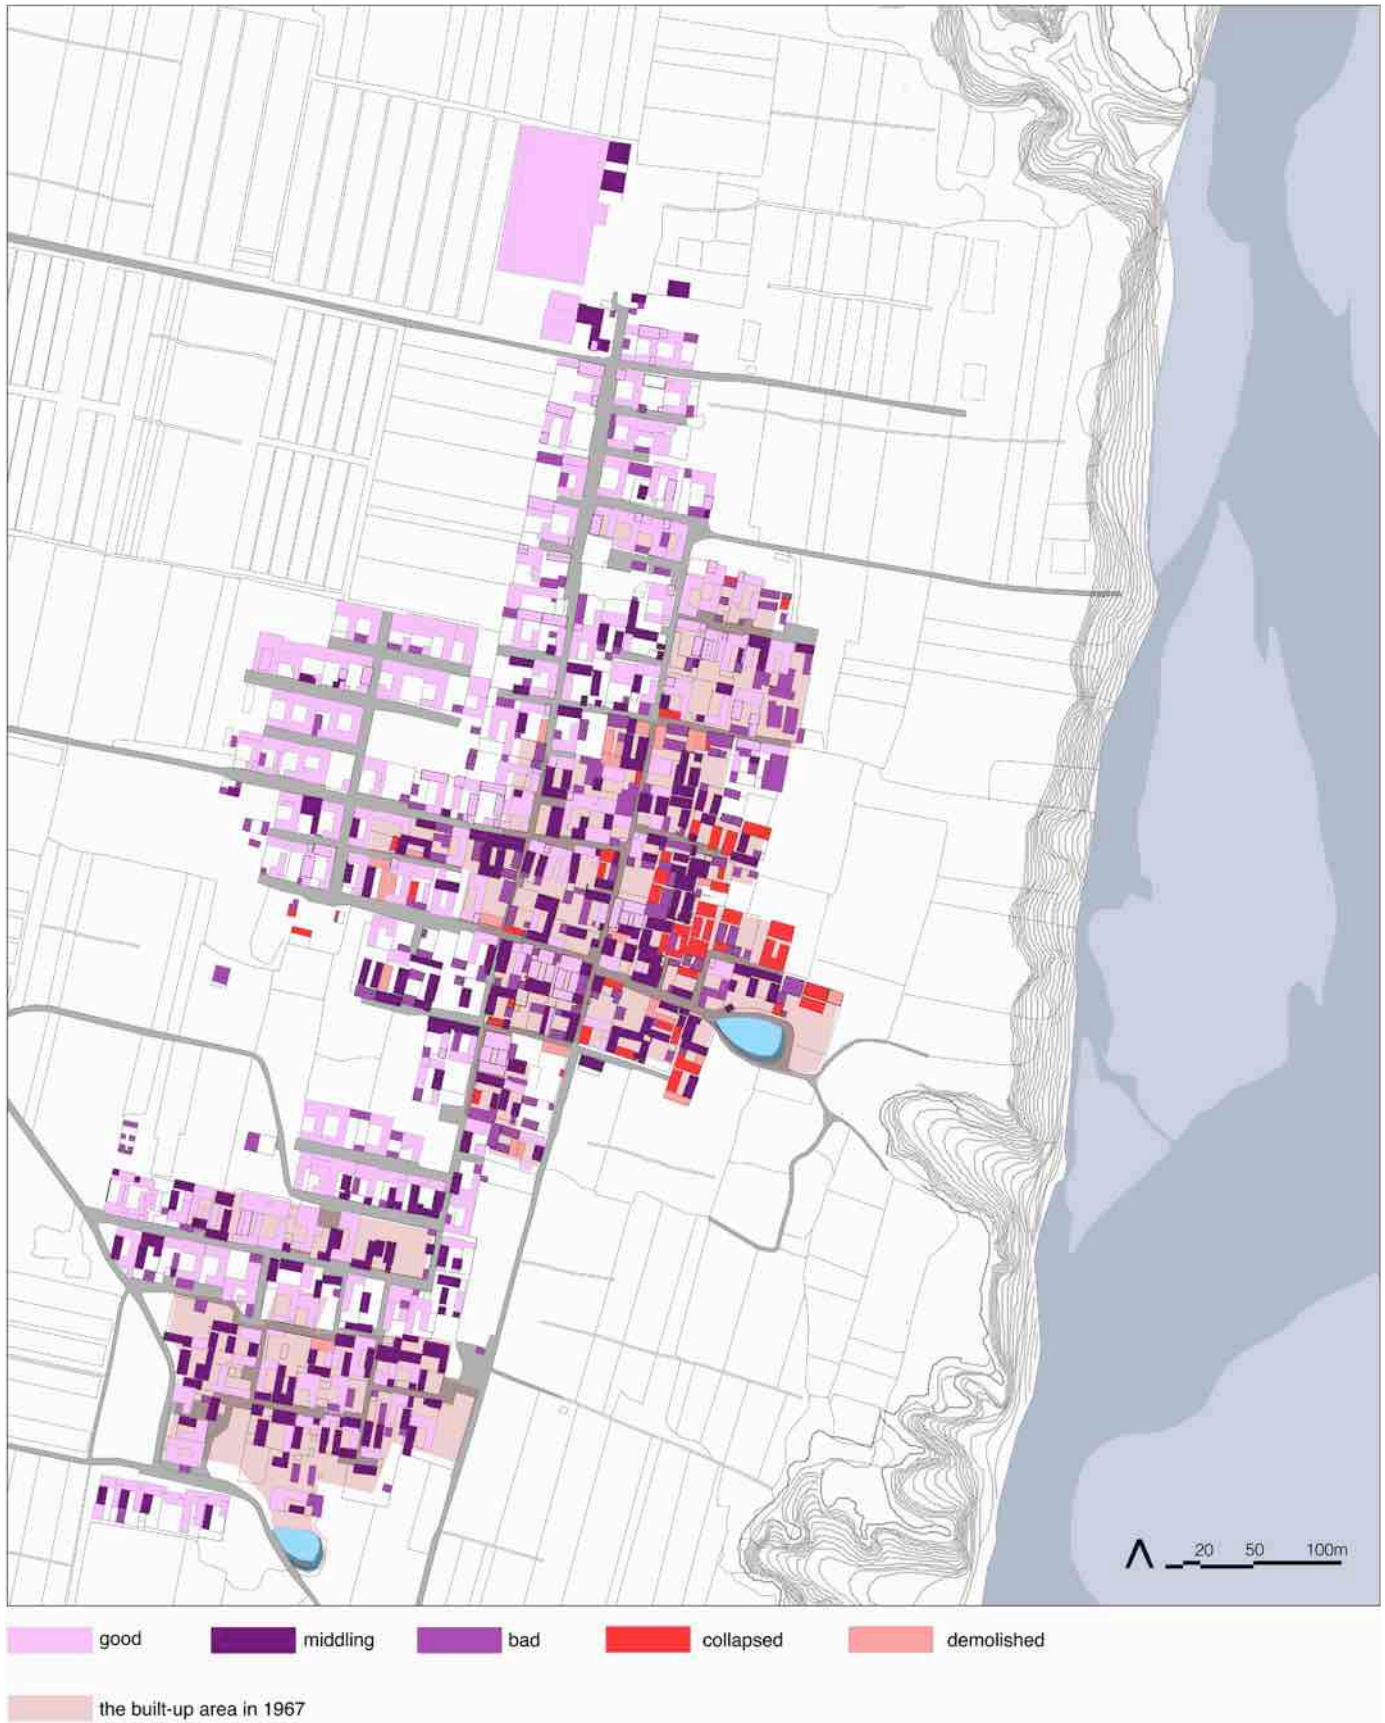 20 50 100m
good middling bad collapsed demolished
the built-up area in 1967